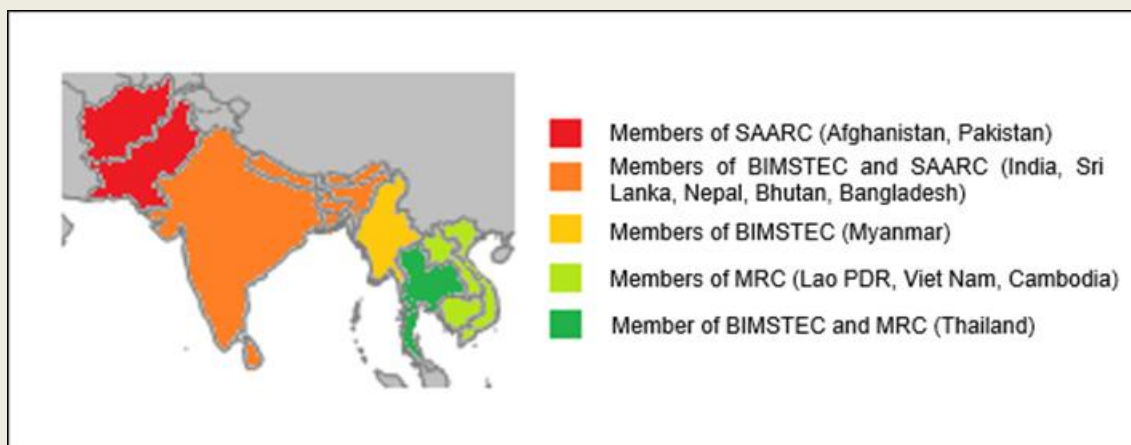 Members of SAARC (Afghanistan, Pakistan)
Members of BIMSTEC and SAARC (India, Sri
Lanka, Nepal, Bhutan, Bangladesh)
Members of BIMSTEC (Myanmar)
Members of MRC (Lao PDR, Viet Nam, Cambodia)
Member of BIMSTEC and MRC (Thailand)